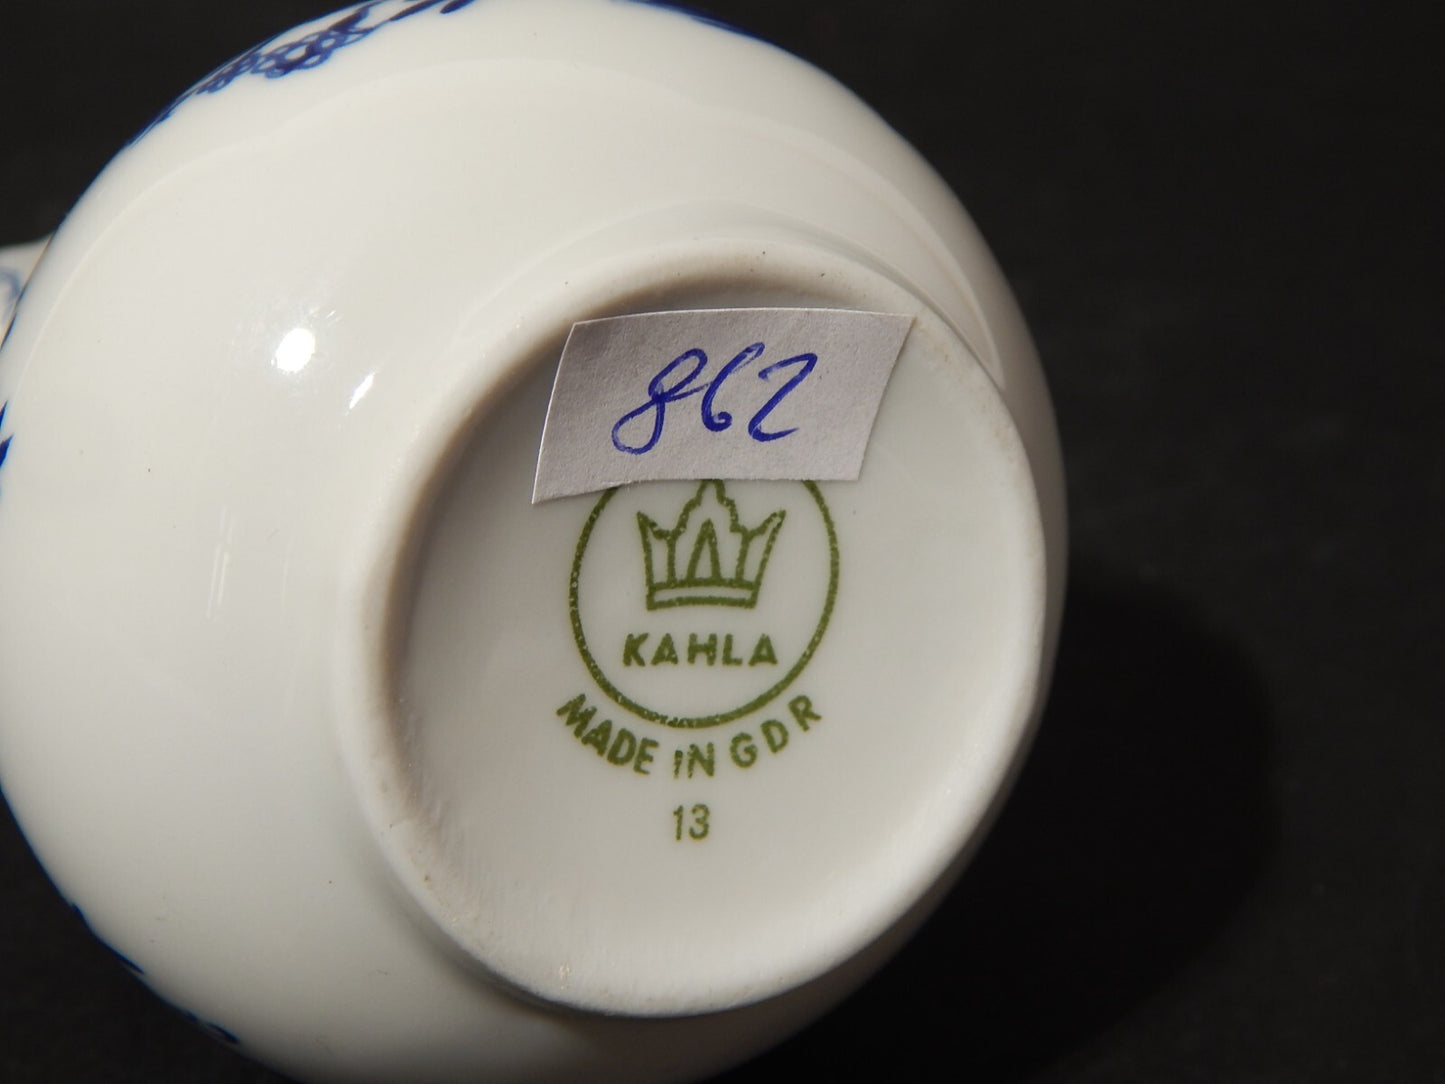 862
KAHLA
MADE IN GDR
13